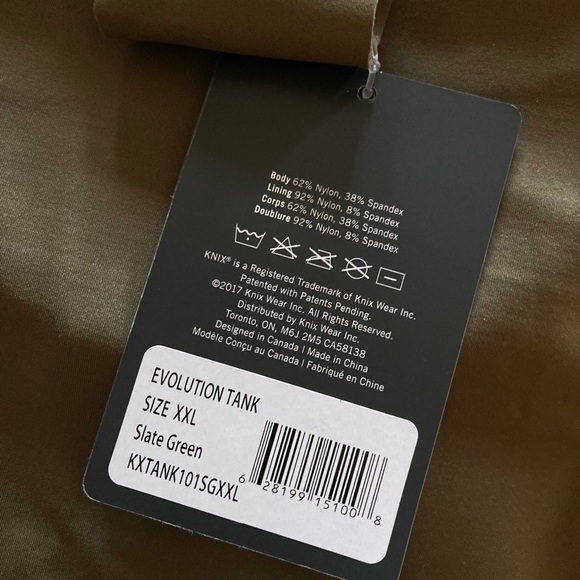 Body 62% Nylon, 38% Spandex
Lining 92% Nylon, 8% Spandex
Corps 62% Nylon, 38% Spandex
Doublure 92% Nylon, 8% Spandex
KNIX® is a Registered Trademark of Knix Wear Inc.
Patented with Patents Pending.
©2017 Knix Wear Inc. All Rights Reserved.
Distributed by Knix Wear Inc.
Toronto, ON, M6J 2M5 CA58138
Designed in Canada | Made in China
Modèle Conçu au Canada | Fabriqué en Chine
EVOLUTION TANK
SIZE XXL
Slate Green
KXTANK101SGXXL
6 28199 15100 8